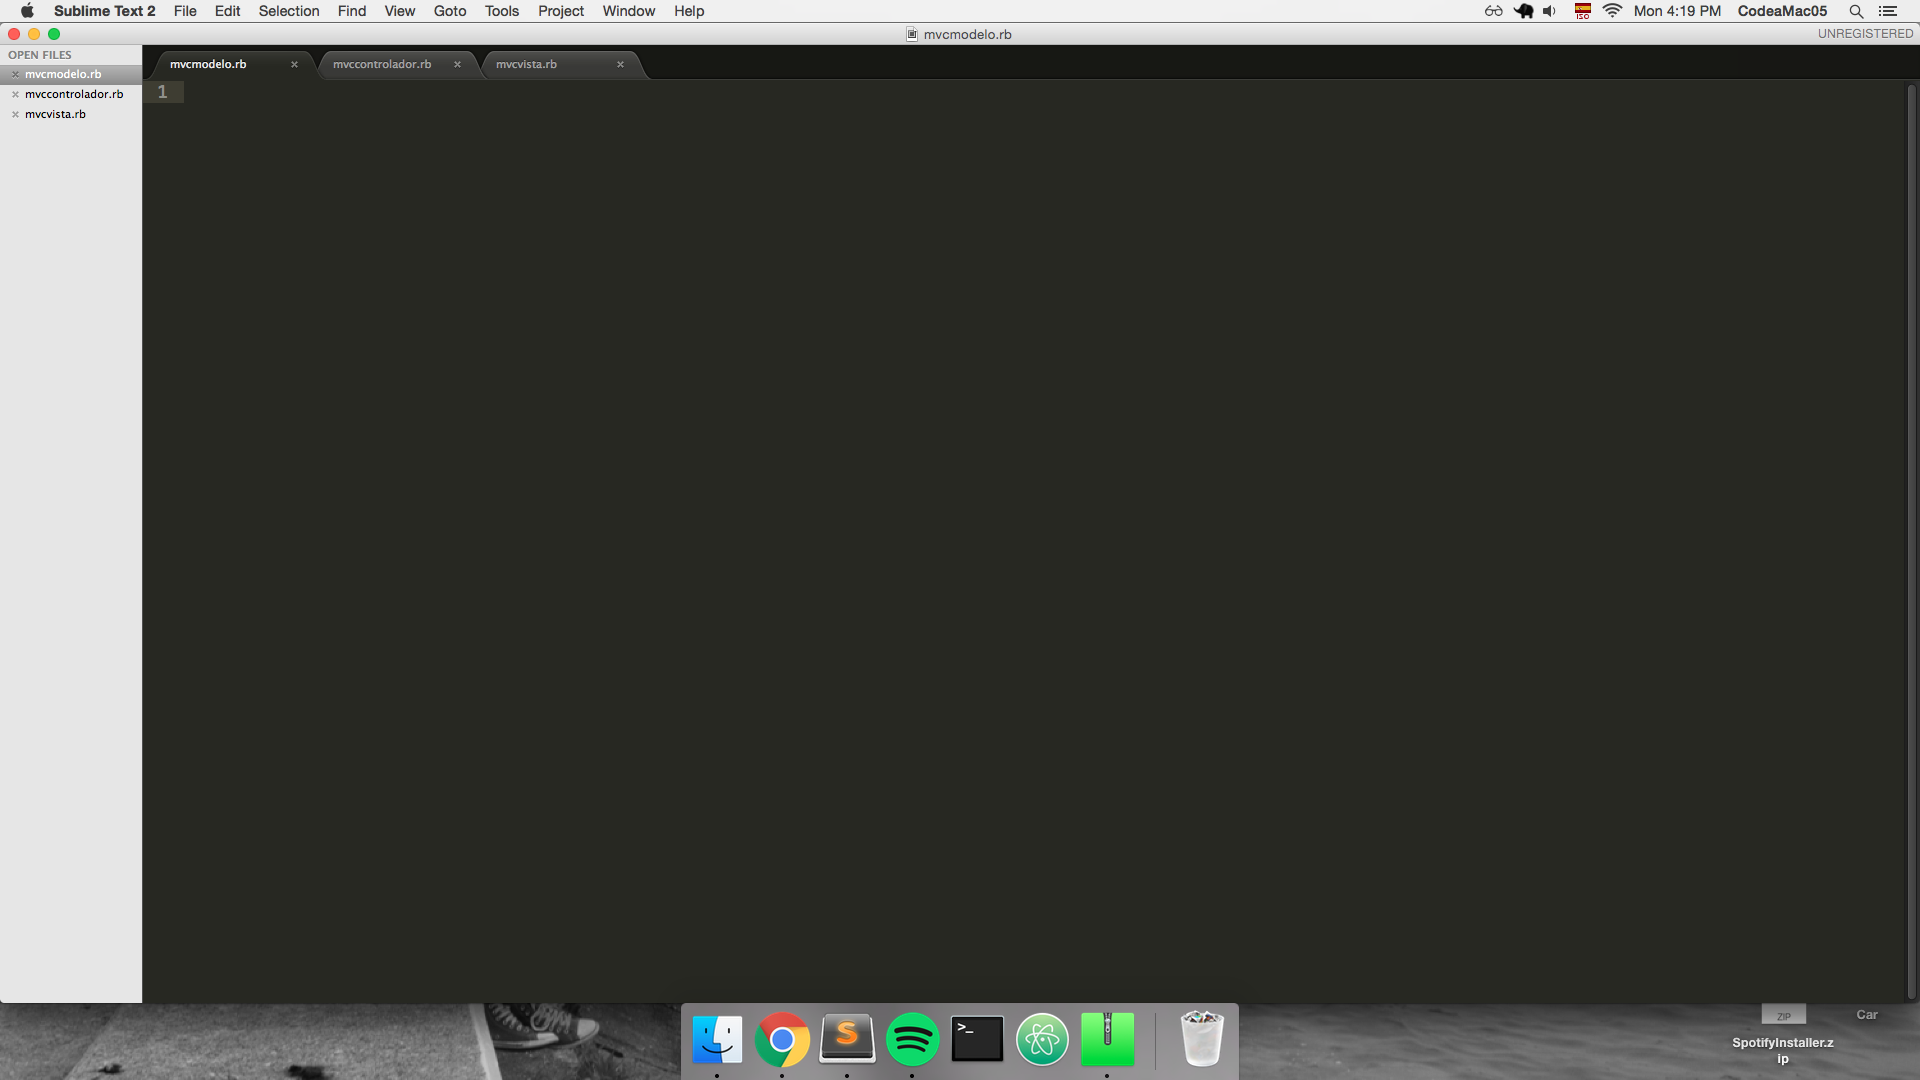 Sublime Text 2 File Edit Selection Find View Goto Tools Project Window Help ISO Mon 4:19 PM CodeaMac05
mvcmodelo.rb UNREGISTERED
OPEN FILES
mvcmodelo.rb
mvccontrolador.rb
mvcvista.rb
mvcmodelo.rb mvccontrolador.rb mvcvista.rb
1
S
>_
ZIP
SpotifyInstaller.z
ip
Car